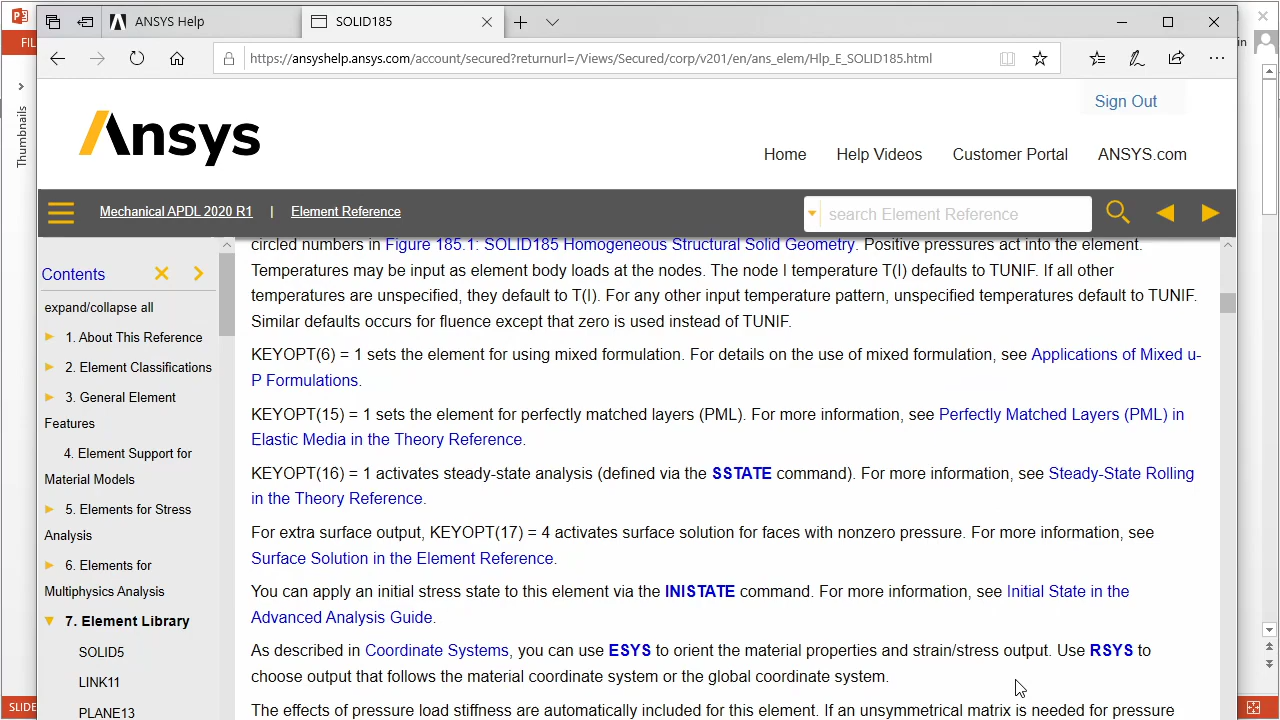 ANSYS Help
SOLID185
FIL
in
https://ansyshelp.ansys.com/account/secured?returnurl=/Views/Secured/corp/v201/en/ans_elem/Hlp_E_SOLID185.html
Thumbnails
Sign Out
Ansys
Home Help Videos Customer Portal ANSYS.com
Mechanical APDL 2020 R1 | Element Reference
search Element Reference
Contents
expand/collapse all
1. About This Reference
2. Element Classifications
3. General Element
Features
4. Element Support for
Material Models
5. Elements for Stress
Analysis
6. Elements for
Multiphysics Analysis
7. Element Library
SOLID5
LINK11
PLANE13
circled numbers in Figure 185.1: SOLID185 Homogeneous Structural Solid Geometry. Positive pressures act into the element.
Temperatures may be input as element body loads at the nodes. The node I temperature T(I) defaults to TUNIF. If all other
temperatures are unspecified, they default to T(I). For any other input temperature pattern, unspecified temperatures default to TUNIF.
Similar defaults occurs for fluence except that zero is used instead of TUNIF.
KEYOPT(6) = 1 sets the element for using mixed formulation. For details on the use of mixed formulation, see Applications of Mixed u-
P Formulations.
KEYOPT(15) = 1 sets the element for perfectly matched layers (PML). For more information, see Perfectly Matched Layers (PML) in
Elastic Media in the Theory Reference.
KEYOPT(16) = 1 activates steady-state analysis (defined via the SSTATE command). For more information, see Steady-State Rolling
in the Theory Reference.
For extra surface output, KEYOPT(17) = 4 activates surface solution for faces with nonzero pressure. For more information, see
Surface Solution in the Element Reference.
You can apply an initial stress state to this element via the INISTATE command. For more information, see Initial State in the
Advanced Analysis Guide.
As described in Coordinate Systems, you can use ESYS to orient the material properties and strain/stress output. Use RSYS to
choose output that follows the material coordinate system or the global coordinate system.
The effects of pressure load stiffness are automatically included for this element. If an unsymmetrical matrix is needed for pressure
SLIDE